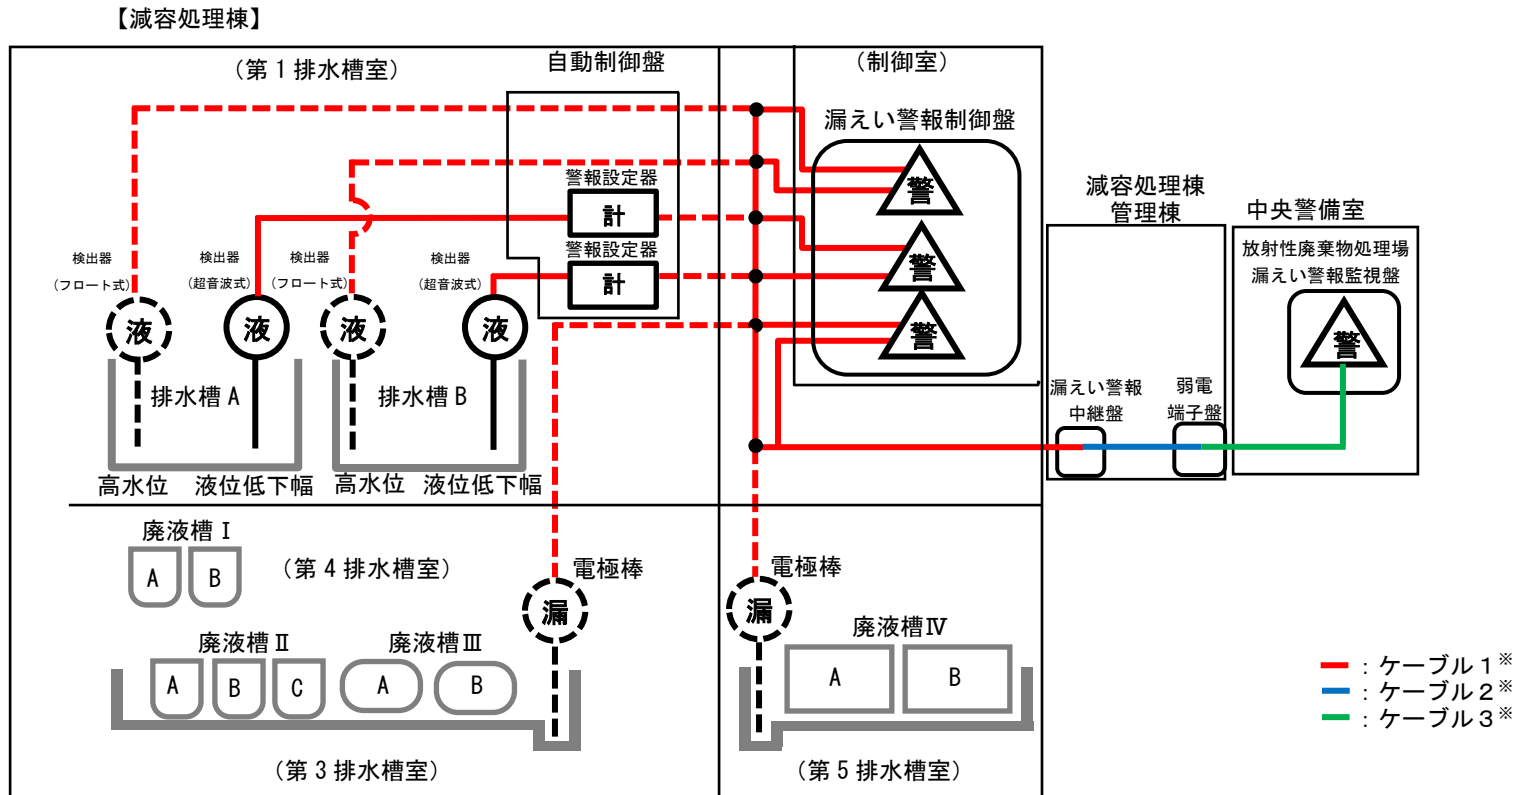 【減容処理棟】
(第1排水槽室)
自動制御盤
(制御室)
漏えい警報制御盤
警報設定器
計
警報設定器
計
警
警
警
減容処理棟
管理棟
中央警備室
放射性廃棄物処理場
漏えい警報監視盤
警
検出器
(フロート式)
検出器
(超音波式)
検出器
(フロート式)
検出器
(超音波式)
液
液
液
液
排水槽A
排水槽B
高水位
液位低下幅
高水位
液位低下幅
漏えい警報
中継盤
弱電
端子盤
廃液槽Ⅰ
A
B
(第4排水槽室)
電極棒
漏
廃液槽Ⅱ
A
B
C
廃液槽Ⅲ
A
B
(第3排水槽室)
電極棒
漏
廃液槽Ⅳ
A
B
(第5排水槽室)
:ケーブル1※
:ケーブル2※
:ケーブル3※